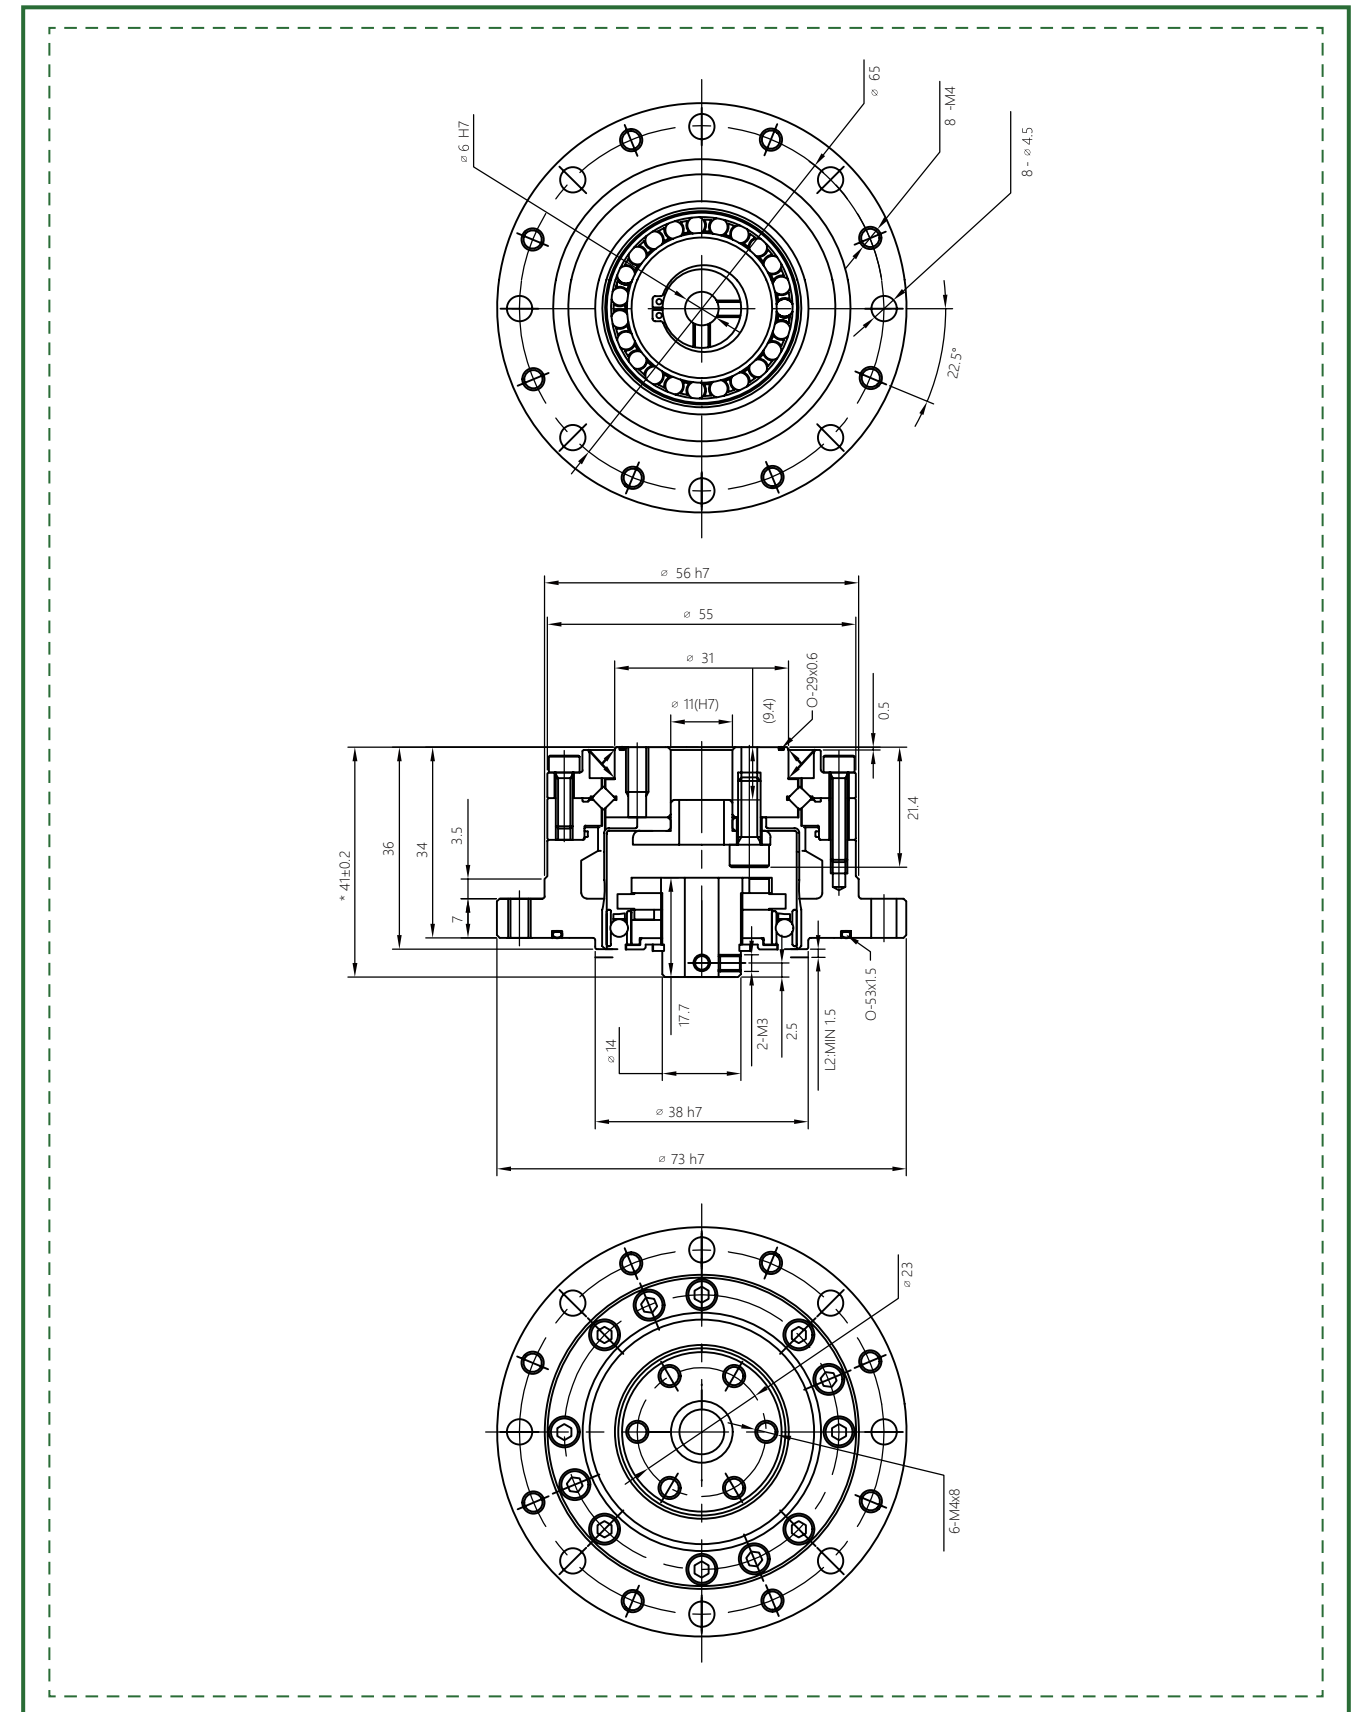 ⌀ 65
8 -M4
⌀ 6 H7
8 - ⌀ 4.5
22.5°
⌀ 56 h7
⌀ 55
⌀ 31
O-29x0.6
⌀ 11(H7)
(9.4)
0.5
21.4
3.5
36
34
* 41±0.2
7
O-53x1.5
17.7
2-M3
2.5
L2:MIN 1.5
⌀ 14
⌀ 38 h7
⌀ 73 h7
⌀ 23
6-M4x8